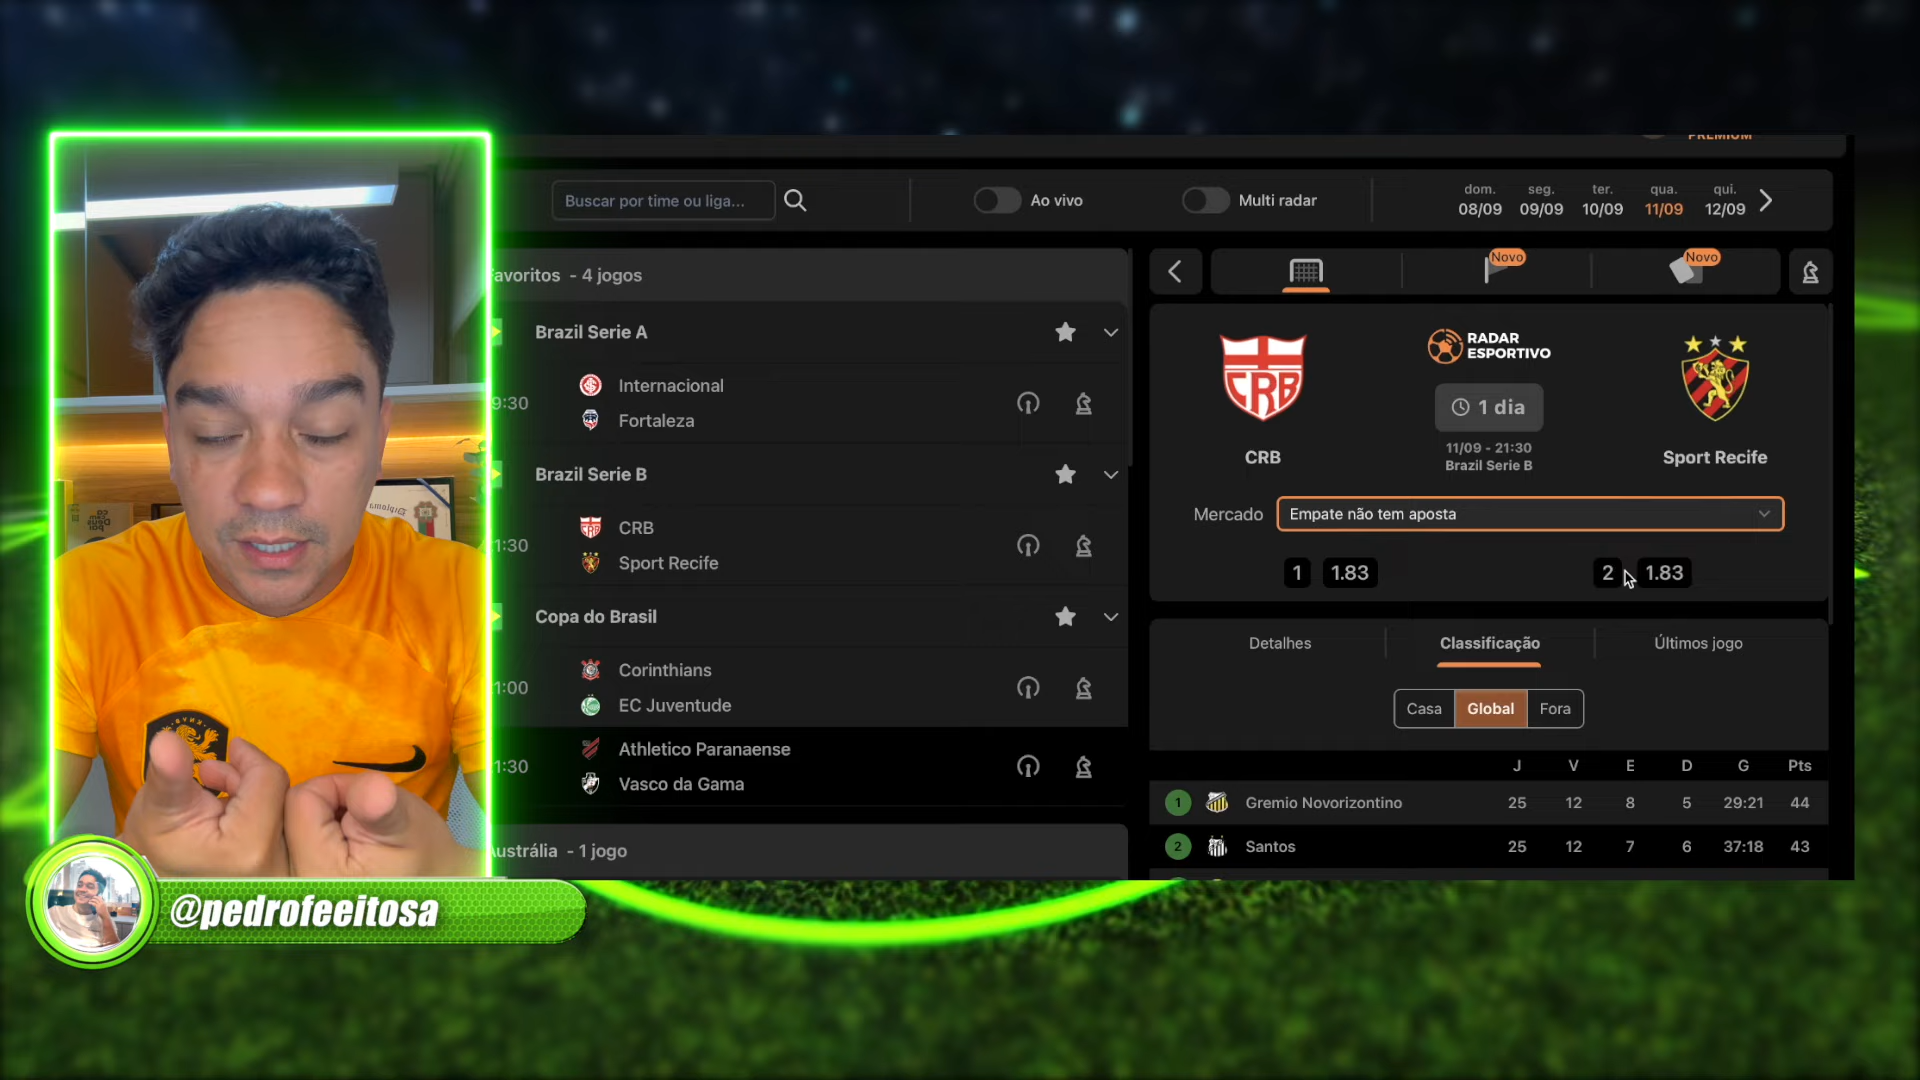 PREMIUM
Buscar por time ou liga...
Ao vivo
Multi radar
dom. seg. ter. qua. qui.
08/09 09/09 10/09 11/09 12/09
avoritos - 4 jogos
Brazil Serie A
9:30
Internacional
Fortaleza
Brazil Serie B
1:30
CRB
Sport Recife
Copa do Brasil
1:00
Corinthians
EC Juventude
1:30
Athletico Paranaense
Vasco da Gama
ustrália - 1 jogo
Novo
Novo
CRB
RADAR
ESPORTIVO
1 dia
11/09 - 21:30
Brazil Serie B
CRB
Sport Recife
Mercado
Empate não tem aposta
1 1.83
2 1.83
Detalhes
Classificação
Últimos jogo
Casa
Global
Fora
J V E D G Pts
1 Gremio Novorizontino 25 12 8 5 29:21 44
2 Santos 25 12 7 6 37:18 43
@pedrofeeitosa